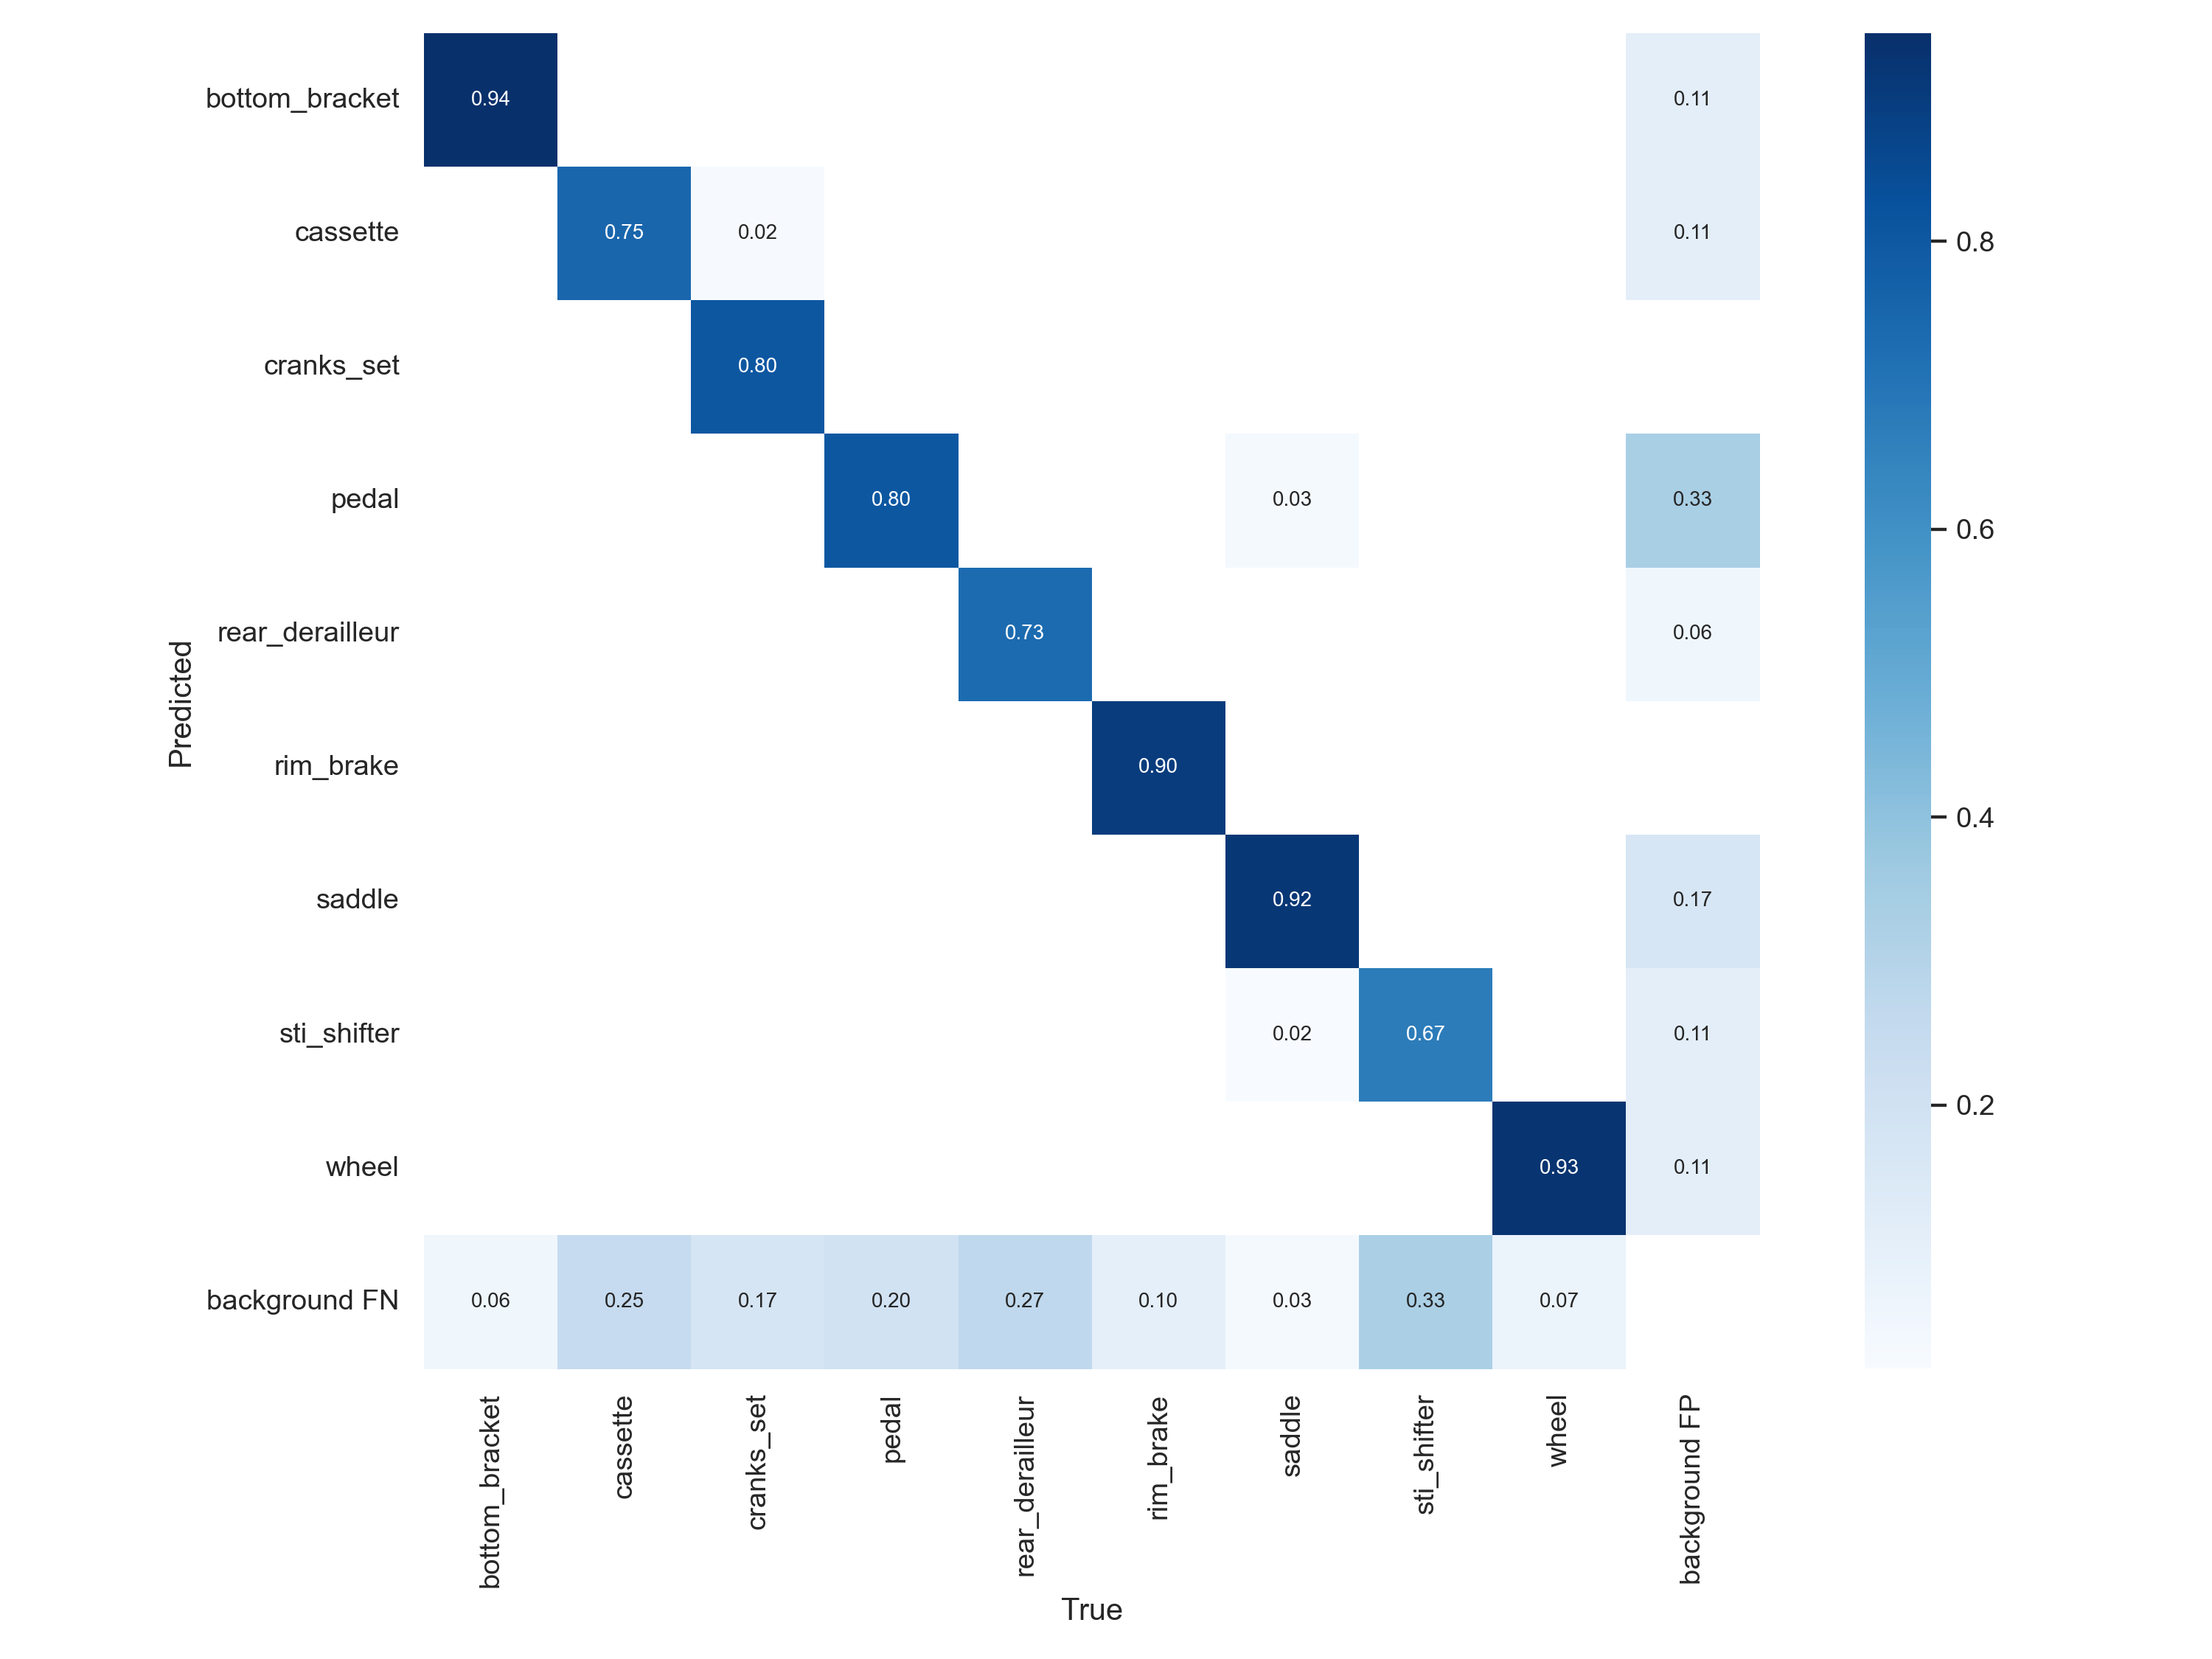 Predicted
bottom_bracket 0.94 0.11
cassette 0.75 0.02 0.11
cranks_set 0.80
pedal 0.80 0.03 0.33
rear_derailleur 0.73 0.06
rim_brake 0.90
saddle 0.92 0.17
sti_shifter 0.02 0.67 0.11
wheel 0.93 0.11
background FN 0.06 0.25 0.17 0.20 0.27 0.10 0.03 0.33 0.07
bottom_bracket cassette cranks_set pedal rear_derailleur rim_brake saddle sti_shifter wheel background FP
True
0.8
0.6
0.4
0.2